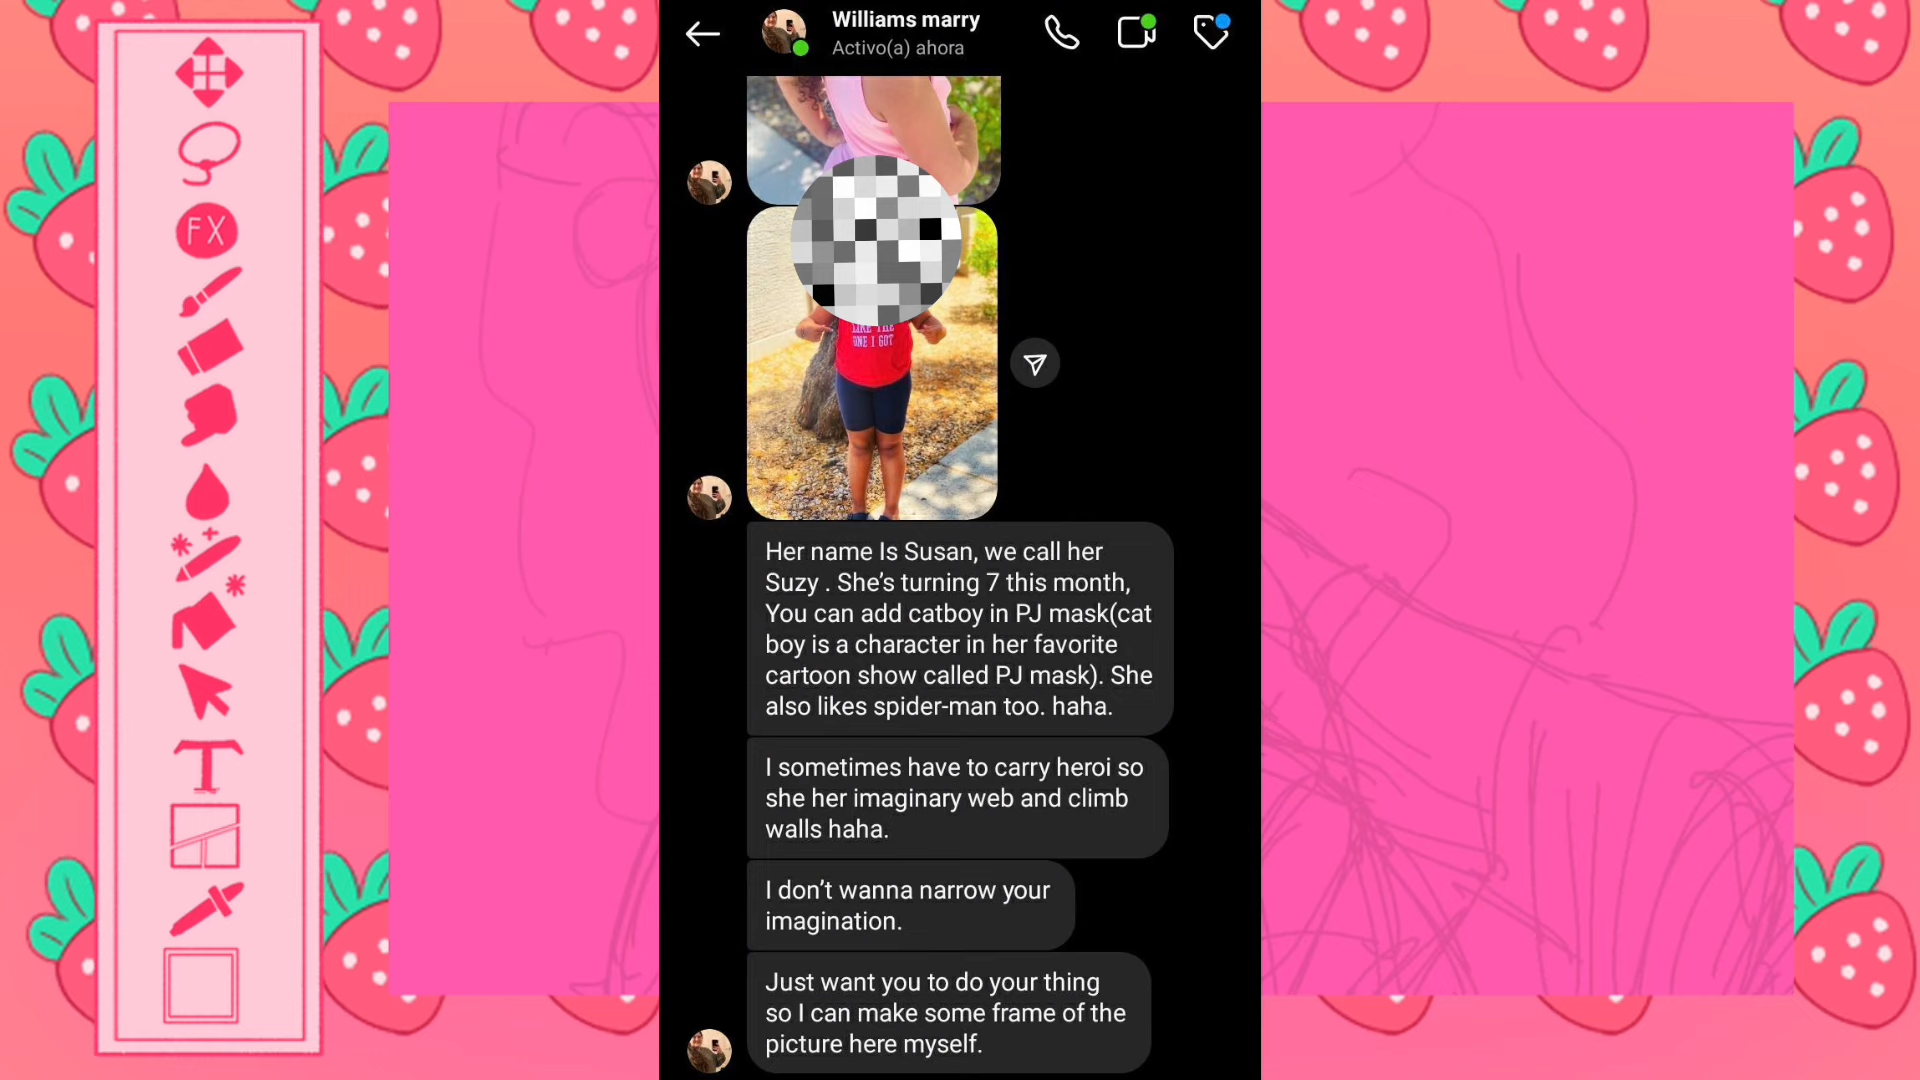 Williams marry
Activo(a) ahora
FX
LIKE THE
ONE I GOT
Her name Is Susan, we call her
Suzy . She’s turning 7 this month,
You can add catboy in PJ mask(cat
boy is a character in her favorite
cartoon show called PJ mask). She
also likes spider-man too. haha.
I sometimes have to carry heroi so
she her imaginary web and climb
walls haha.
T
I don’t wanna narrow your
imagination.
Just want you to do your thing
so I can make some frame of the
picture here myself.